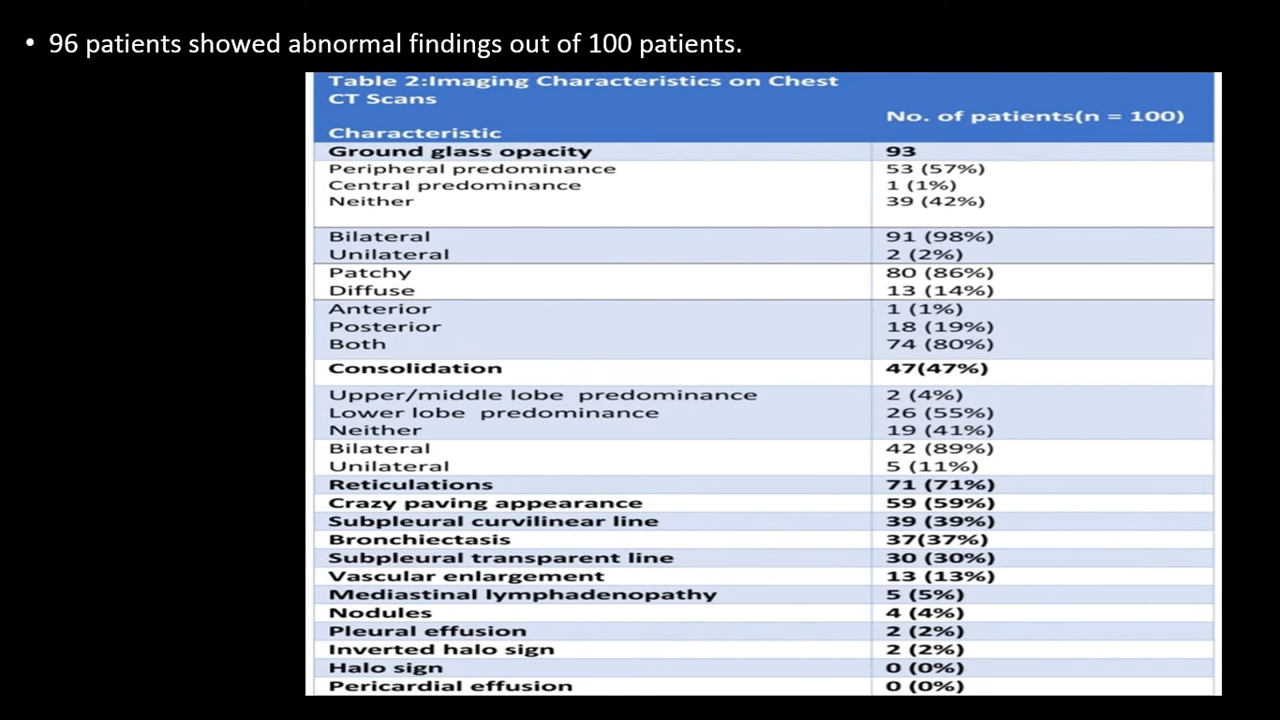 • 96 patients showed abnormal findings out of 100 patients.
Table 2:Imaging Characteristics on Chest
CT Scans
No. of patients(n = 100)
Characteristic
Ground glass opacity 93
Peripheral predominance 53 (57%)
Central predominance 1 (1%)
Neither 39 (42%)
Bilateral 91 (98%)
Unilateral 2 (2%)
Patchy 80 (86%)
Diffuse 13 (14%)
Anterior 1 (1%)
Posterior 18 (19%)
Both 74 (80%)
Consolidation 47(47%)
Upper/middle lobe predominance 2 (4%)
Lower lobe predominance 26 (55%)
Neither 19 (41%)
Bilateral 42 (89%)
Unilateral 5 (11%)
Reticulations 71 (71%)
Crazy paving appearance 59 (59%)
Subpleural curvilinear line 39 (39%)
Bronchiectasis 37(37%)
Subpleural transparent line 30 (30%)
Vascular enlargement 13 (13%)
Mediastinal lymphadenopathy 5 (5%)
Nodules 4 (4%)
Pleural effusion 2 (2%)
Inverted halo sign 2 (2%)
Halo sign 0 (0%)
Pericardial effusion 0 (0%)